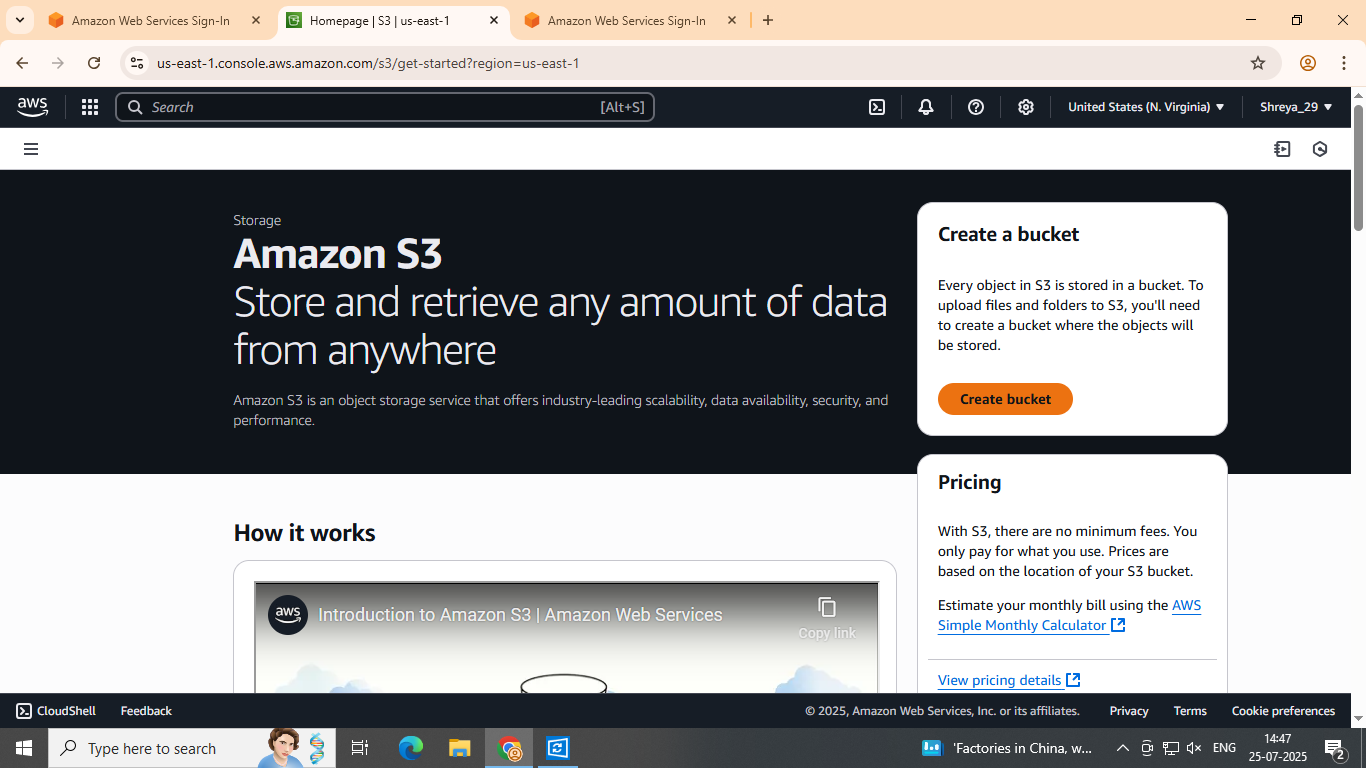 Amazon Web Services Sign-In
Homepage | S3 | us-east-1
Amazon Web Services Sign-In
us-east-1.console.aws.amazon.com/s3/get-started?region=us-east-1
aws
Search
[Alt+S]
United States (N. Virginia)
Shreya_29
Storage
Amazon S3
Store and retrieve any amount of data
from anywhere
Amazon S3 is an object storage service that offers industry-leading scalability, data availability, security, and
performance.
Create a bucket
Every object in S3 is stored in a bucket. To
upload files and folders to S3, you'll need
to create a bucket where the objects will
be stored.
Create bucket
Pricing
With S3, there are no minimum fees. You
only pay for what you use. Prices are
based on the location of your S3 bucket.
Estimate your monthly bill using the AWS
Simple Monthly Calculator
View pricing details
How it works
aws
Introduction to Amazon S3 | Amazon Web Services
Copy link
CloudShell
Feedback
© 2025, Amazon Web Services, Inc. or its affiliates.
Privacy
Terms
Cookie preferences
Type here to search
'Factories in China, w...
ENG
14:47
25-07-2025
2